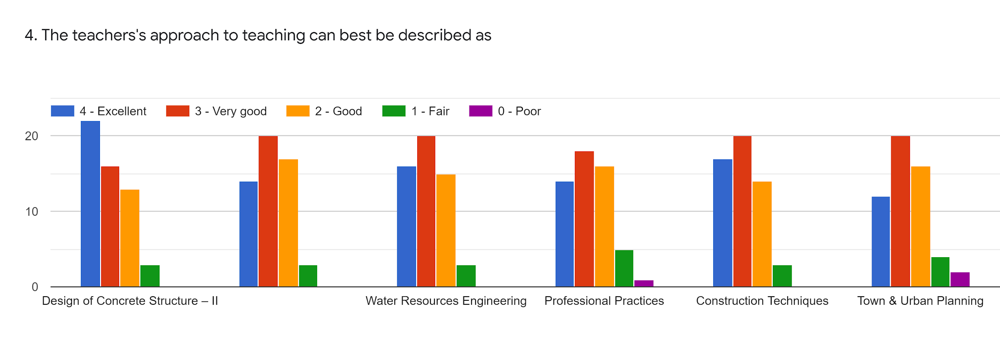 4. The teachers's approach to teaching can best be described as
4 - Excellent 3 - Very good 2 - Good 1 - Fair 0 - Poor
20
10
0
Design of Concrete Structure – II Water Resources Engineering Professional Practices Construction Techniques Town & Urban Planning